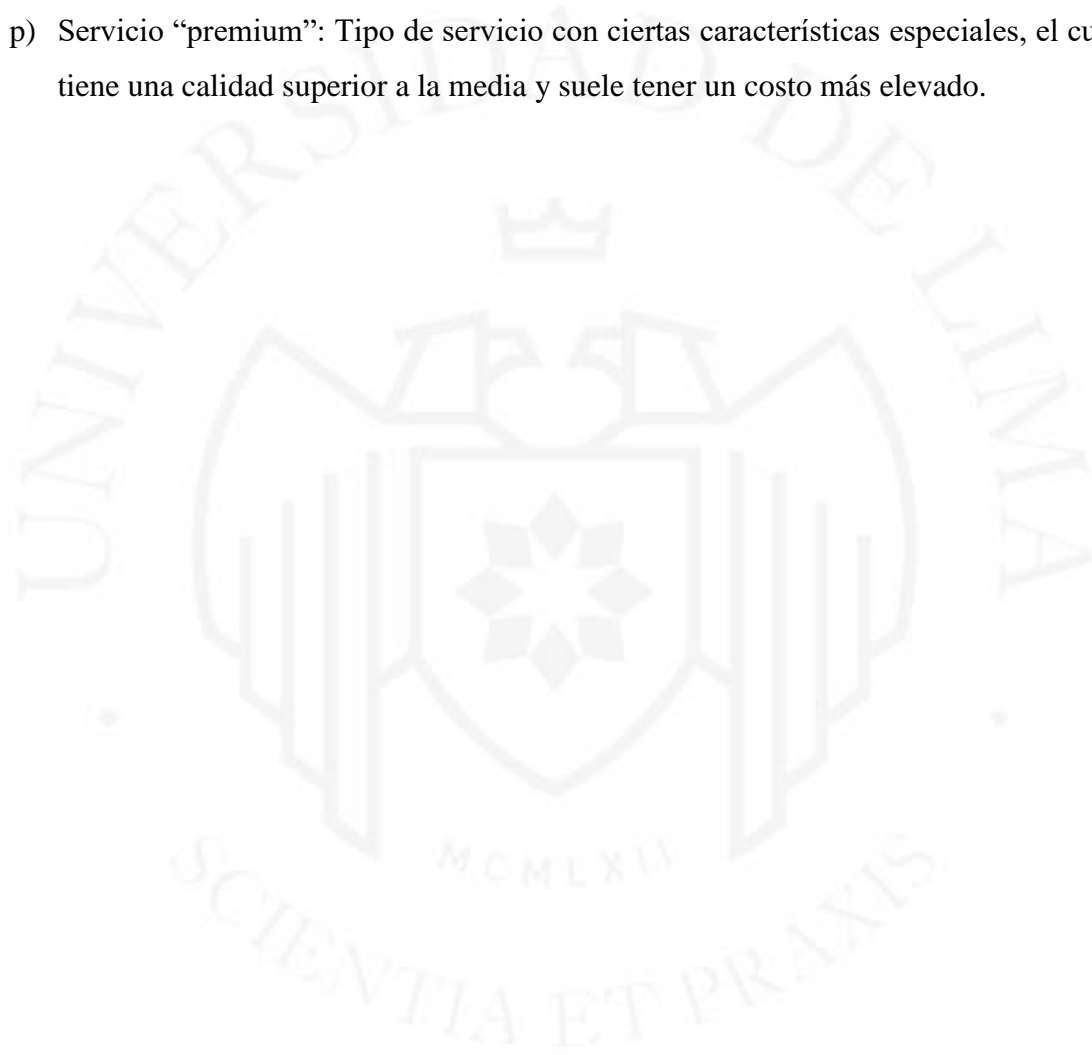 p) Servicio “premium”: Tipo de servicio con ciertas características especiales, el
tiene una calidad superior a la media y suele tener un costo más elevado.
UNIVERSIDAD DE LIMA
MCMLXII
SCIENTIA ET PRAXIS